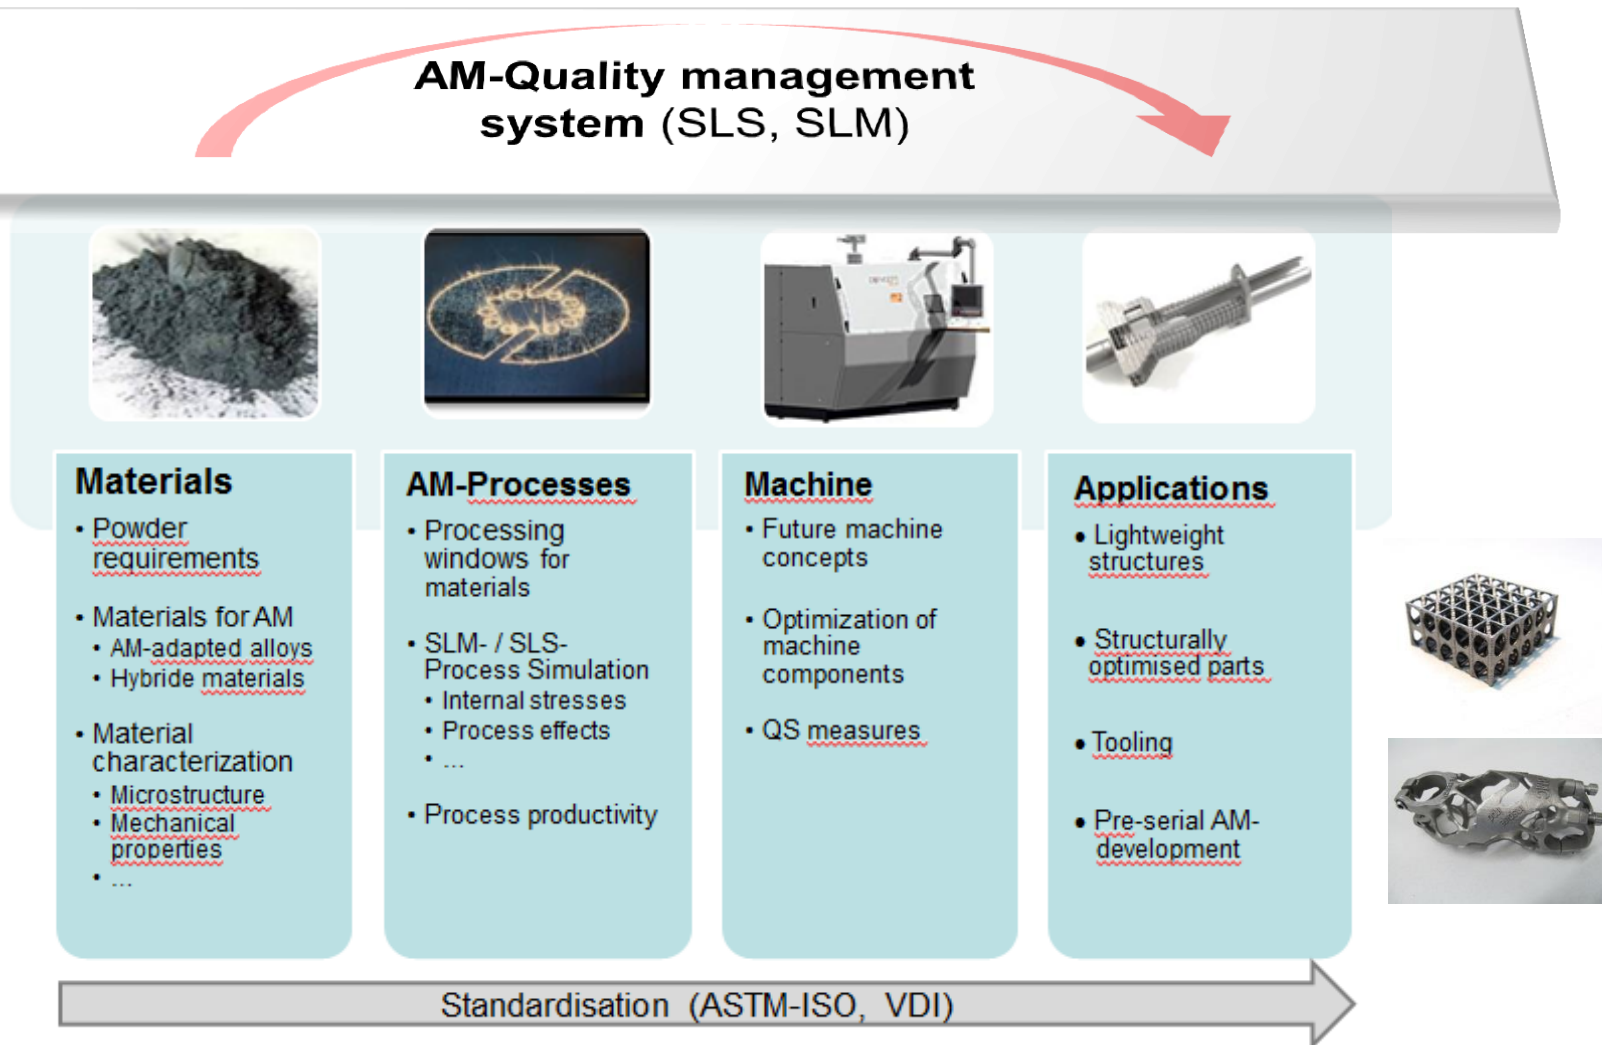 AM-Quality management
system (SLS, SLM)
Materials
• Powder
requirements
• Materials for AM
• AM-adapted alloys
• Hybride materials
• Material
characterization
• Microstructure
• Mechanical
properties
• ...
AM-Processes
• Processing
windows for
materials
• SLM- / SLS-
Process Simulation
• Internal stresses
• Process effects
• ...
• Process productivity
Machine
• Future machine
concepts
• Optimization of
machine
components
• QS measures
Applications
• Lightweight
structures
• Structurally
optimised parts
• Tooling
• Pre-serial AM-
development
Standardisation (ASTM-ISO, VDI)